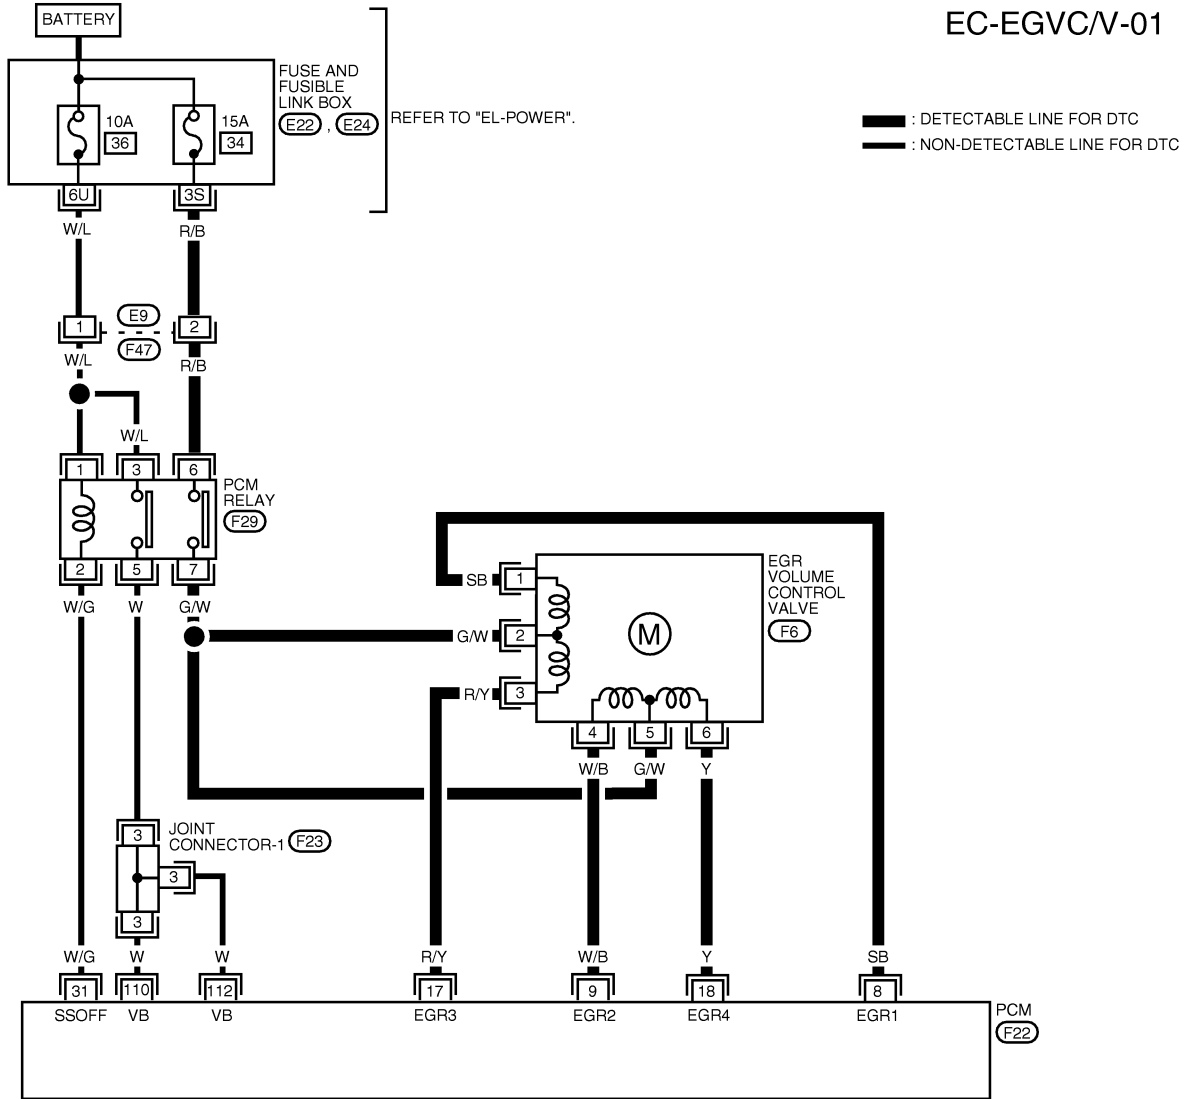 EC-EGVC/V-01
BATTERY
FUSE AND
FUSIBLE
LINK BOX
E22 , E24
REFER TO "EL-POWER".
10A
36
15A
34
: DETECTABLE LINE FOR DTC
: NON-DETECTABLE LINE FOR DTC
6U 3S
W/L R/B
E9
1 2
F47
W/L R/B
W/L
1 3 6
PCM
RELAY
F29
2 5 7
W/G W G/W
EGR
VOLUME
CONTROL
VALVE
F6
SB 1
G/W 2
M
R/Y 3
4 5 6
W/B G/W Y
3
JOINT
CONNECTOR-1 F23
3
3
W/G W W R/Y W/B Y SB
31 110 112 17 9 18 8
SSOFF VB VB EGR3 EGR2 EGR4 EGR1
PCM
F22